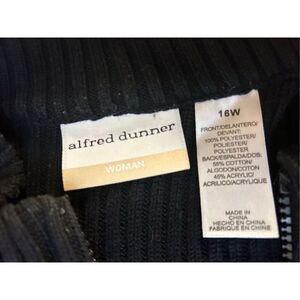 alfred dunner
WOMAN
16W
FRONT/DELANTERO/
DEVANT:
100% POLYESTER/
POLIESTER/
POLYESTER
BACK/ESPALDA/DOS:
55% COTTON/
ALGODON/COTON
45% ACRYLIC/
ACRILICO/ACRYLIQUE
MADE IN
CHINA
HECHO EN CHINA
FABRIQUE EN CHINE